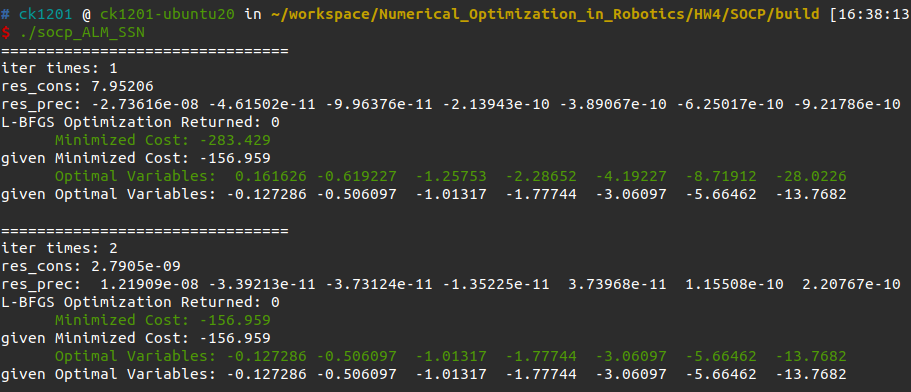 # ck1201 @ ck1201-ubuntu20 in ~/workspace/Numerical_Optimization_in_Robotics/HW4/SOCP/build [16:38:13
$ ./socp_ALM_SSN
================================
iter times: 1
res_cons: 7.95206
res_prec: -2.73616e-08 -4.61502e-11 -9.96376e-11 -2.13943e-10 -3.89067e-10 -6.25017e-10 -9.21786e-10
L-BFGS Optimization Returned: 0
Minimized Cost: -283.429
given Minimized Cost: -156.959
Optimal Variables: 0.161626 -0.619227 -1.25753 -2.28652 -4.19227 -8.71912 -28.0226
given Optimal Variables: -0.127286 -0.506097 -1.01317 -1.77744 -3.06097 -5.66462 -13.7682
================================
iter times: 2
res_cons: 2.7905e-09
res_prec: 1.21909e-08 -3.39213e-11 -3.73124e-11 -1.35225e-11 3.73968e-11 1.15508e-10 2.20767e-10
L-BFGS Optimization Returned: 0
Minimized Cost: -156.959
given Minimized Cost: -156.959
Optimal Variables: -0.127286 -0.506097 -1.01317 -1.77744 -3.06097 -5.66462 -13.7682
given Optimal Variables: -0.127286 -0.506097 -1.01317 -1.77744 -3.06097 -5.66462 -13.7682